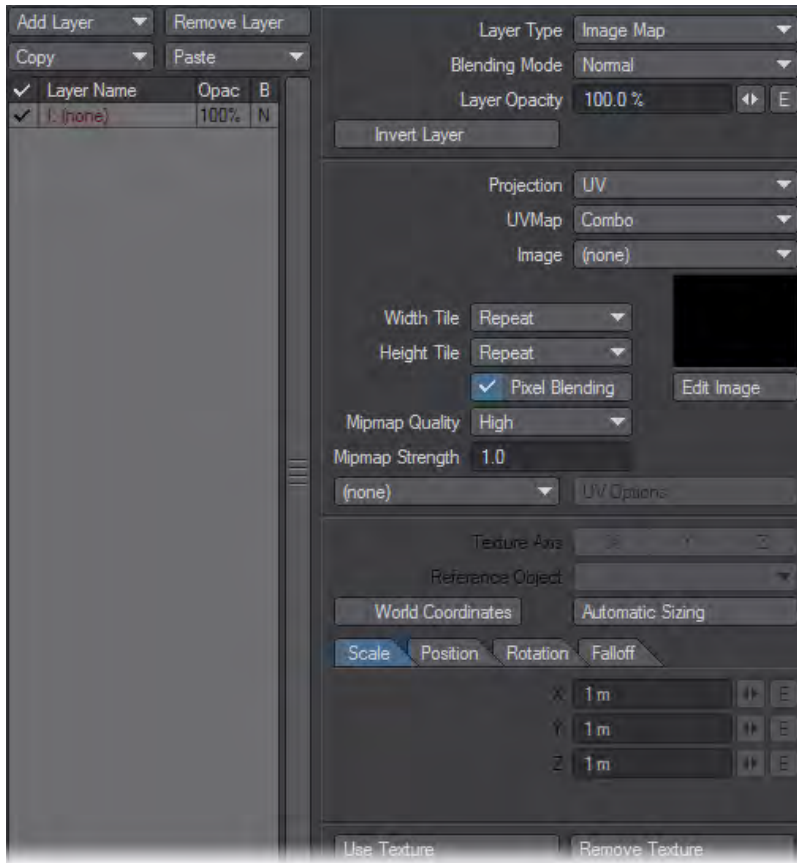 Add Layer
Remove Layer
Copy
Paste
Layer Name Opac B
(none) 100% N
Layer Type Image Map
Blending Mode Normal
Layer Opacity 100.0 % E
Invert Layer
Projection UV
UVMap Combo
Image (none)
Width Tile Repeat
Height Tile Repeat
Pixel Blending
Edit Image
Mipmap Quality High
Mipmap Strength 1.0
(none)
UV Options
Texture Axis X Y Z
Reference Object
World Coordinates
Automatic Sizing
Scale Position Rotation Falloff
X 1 m E
Y 1 m E
Z 1 m E
Use Texture
Remove Texture